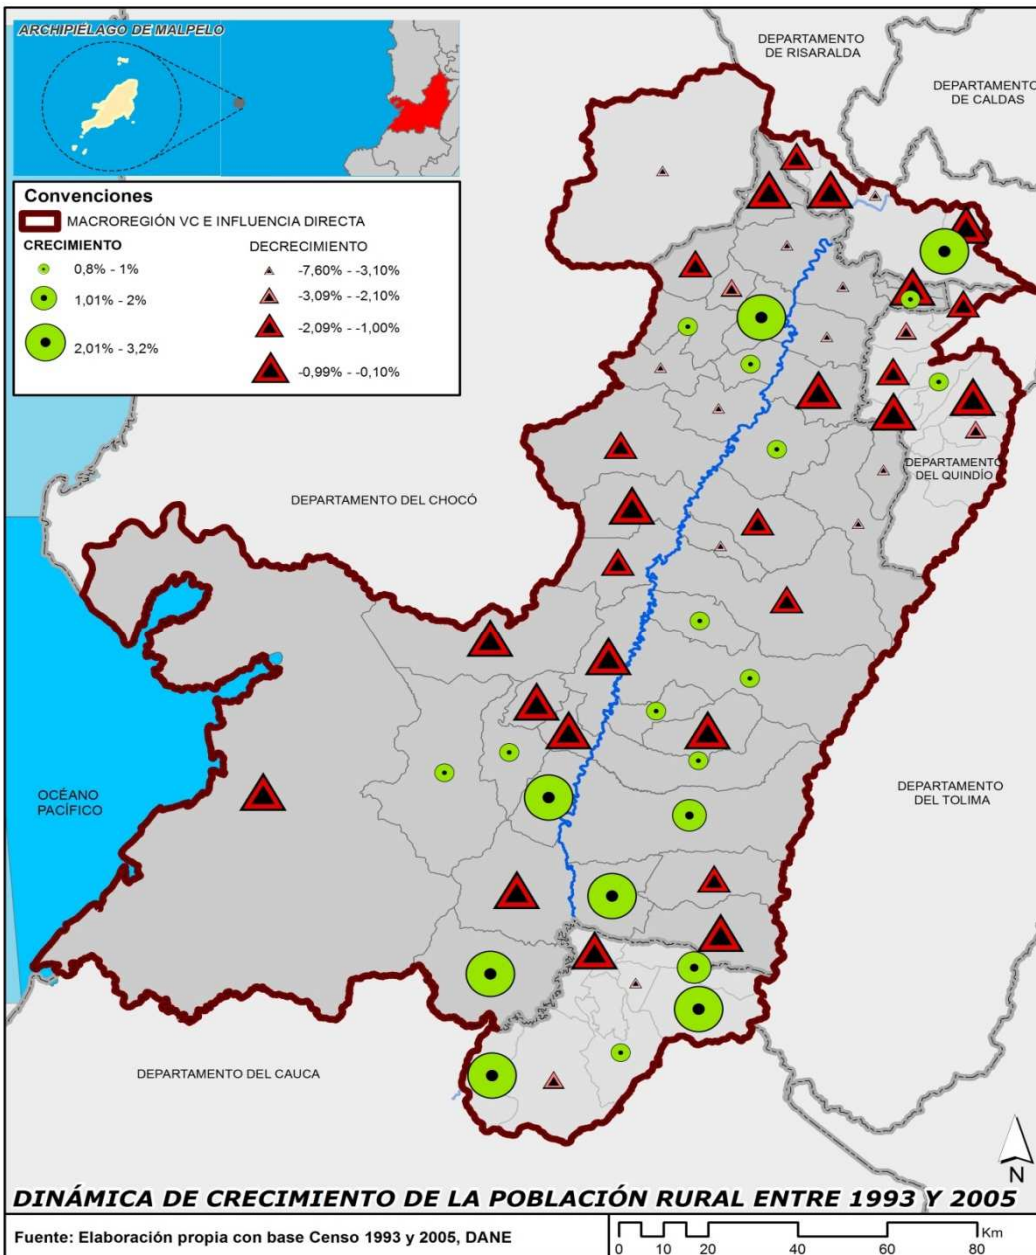 ARCHIPIÉLAGO DE MALPELO
DEPARTAMENTO
DE RISARALDA
DEPARTAMENTO
DE CALDAS
Convenciones
MACROREGIÓN VC E INFLUENCIA DIRECTA
CRECIMIENTO
0,8% - 1%
1,01% - 2%
2,01% - 3,2%
DECRECIMIENTO
-7,60% - -3,10%
-3,09% - -2,10%
-2,09% - -1,00%
-0,99% - -0,10%
DEPARTAMENTO
DEL QUINDÍO
DEPARTAMENTO DEL CHOCÓ
OCÉANO
PACÍFICO
DEPARTAMENTO
DEL TOLIMA
DEPARTAMENTO DEL CAUCA
N
DINÁMICA DE CRECIMIENTO DE LA POBLACIÓN RURAL ENTRE 1993 Y 2005
Fuente: Elaboración propia con base Censo 1993 y 2005, DANE
Km
0 10 20 40 60 80